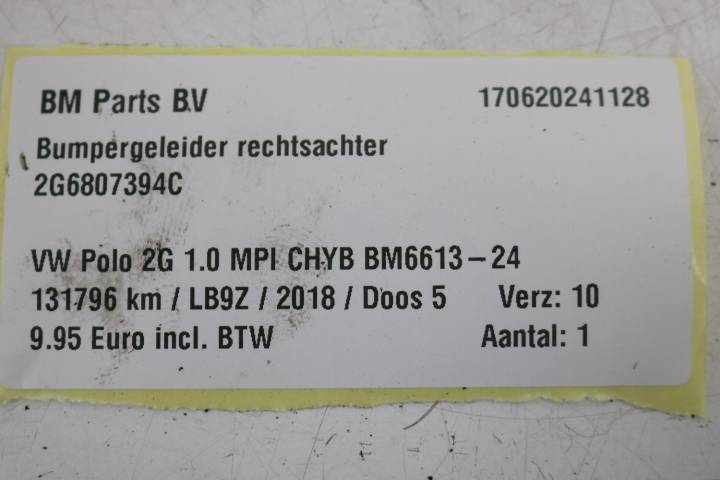 BM Parts B.V 170620241128
Bumpergeleider rechtsachter
2G6807394C
VW Polo 2G 1.0 MPI CHYB BM6613-24
131796 km / LB9Z / 2018 / Doos 5 Verz: 10
9.95 Euro incl. BTW Aantal: 1